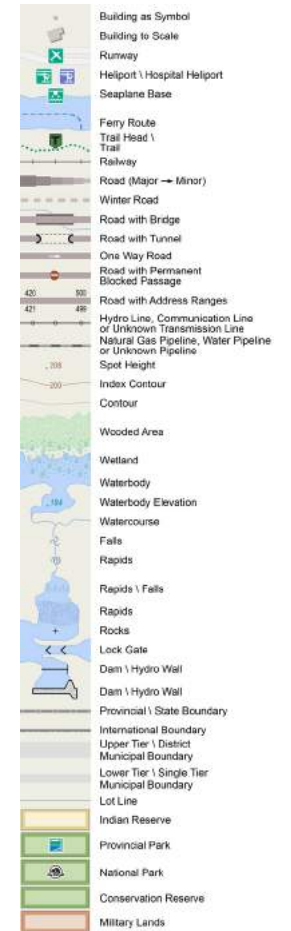 Building as Symbol
Building to Scale
Runway
Heliport \ Hospital Heliport
Seaplane Base
Ferry Route
Trail Head \
Trail
Railway
Road (Major → Minor)
Winter Road
Road with Bridge
Road with Tunnel
One Way Road
Road with Permanent
Blocked Passage
420 500
Road with Address Ranges
421 499
Hydro Line, Communication Line
or Unknown Transmission Line
Natural Gas Pipeline, Water Pipeline
or Unknown Pipeline
208 Spot Height
200 Index Contour
Contour
Wooded Area
Wetland
Waterbody
194 Waterbody Elevation
Watercourse
Falls
Rapids
Rapids \ Falls
Rapids
Rocks
Lock Gate
Dam \ Hydro Wall
Dam \ Hydro Wall
Provincial \ State Boundary
International Boundary
Upper Tier \ District
Municipal Boundary
Lower Tier \ Single Tier
Municipal Boundary
Lot Line
Indian Reserve
Provincial Park
National Park
Conservation Reserve
Military Lands